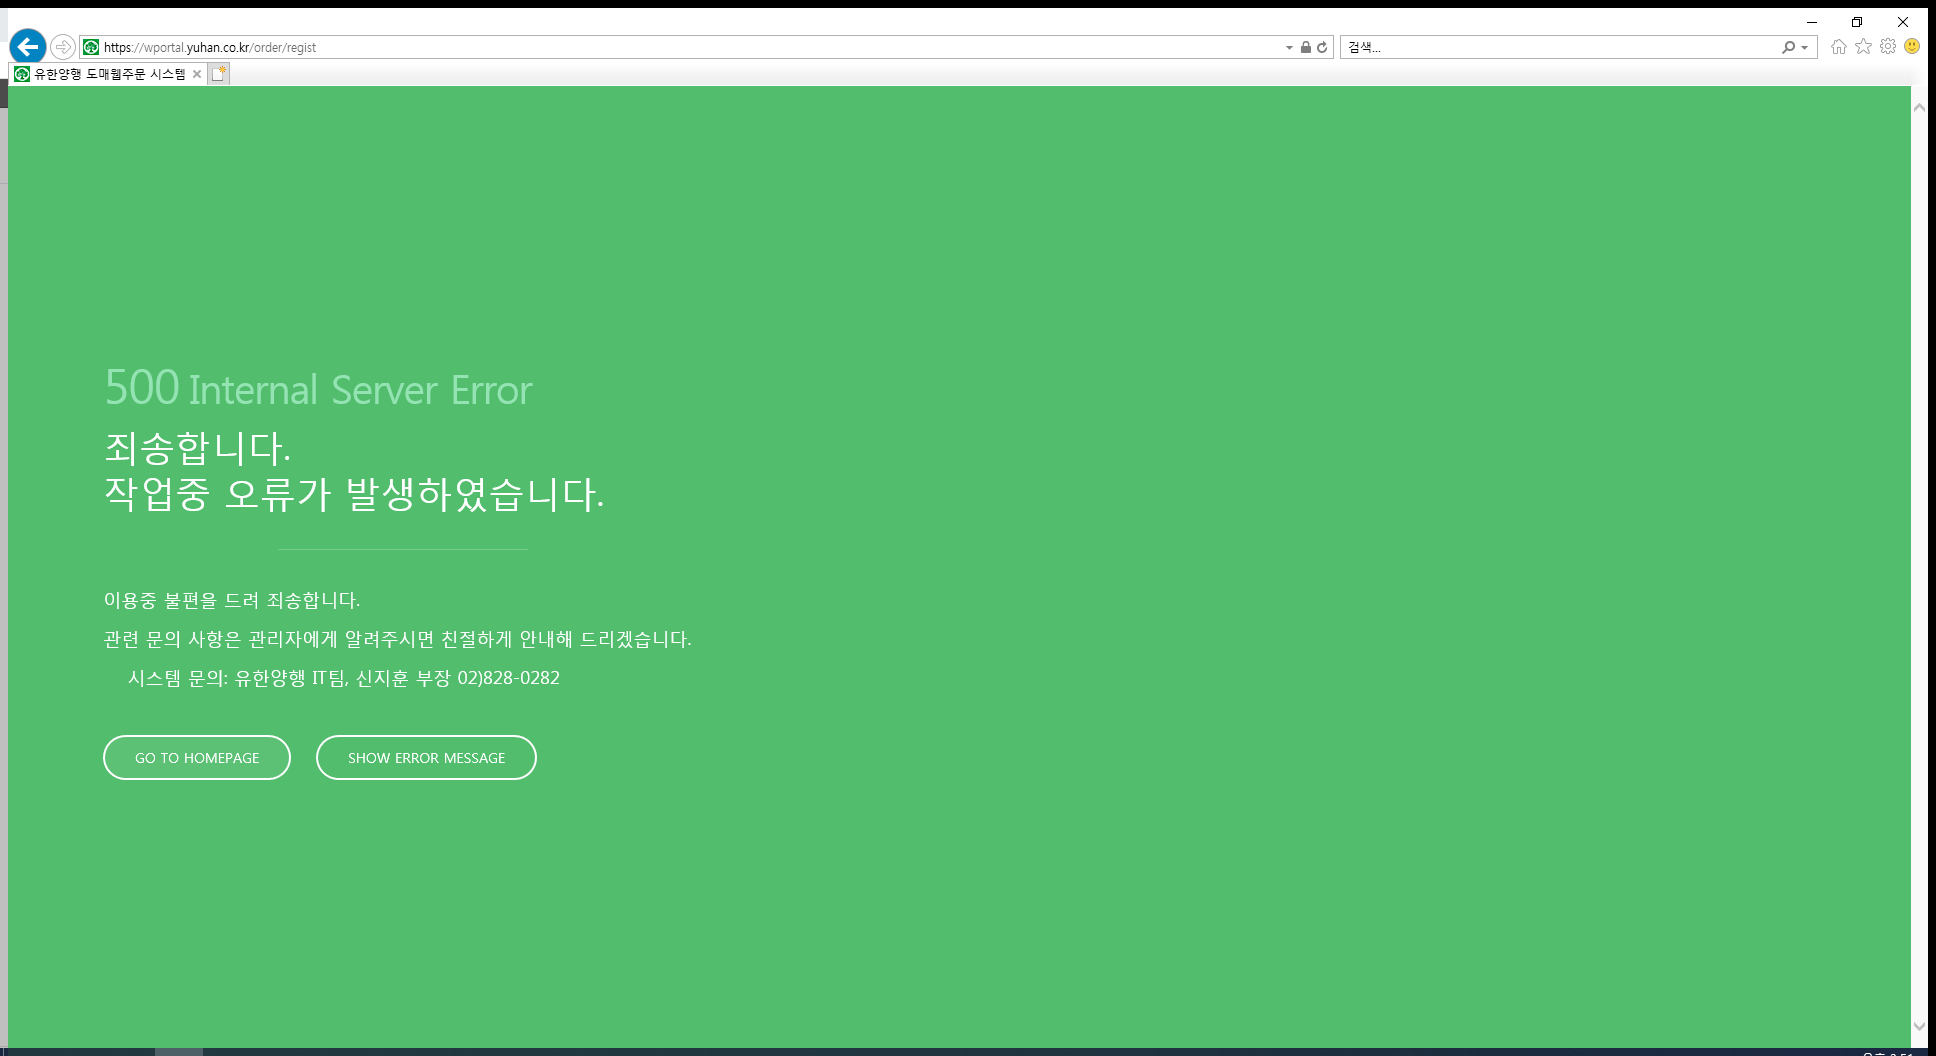 https://wportal.yuhan.co.kr/order/regist
검색...
유한양행 도매웹주문 시스템
500 Internal Server Error
죄송합니다.
작업중 오류가 발생하였습니다.
이용중 불편을 드려 죄송합니다.
관련 문의 사항은 관리자에게 알려주시면 친절하게 안내해 드리겠습니다.
시스템 문의: 유한양행 IT팀, 신지훈 부장 02)828-0282
GO TO HOMEPAGE
SHOW ERROR MESSAGE